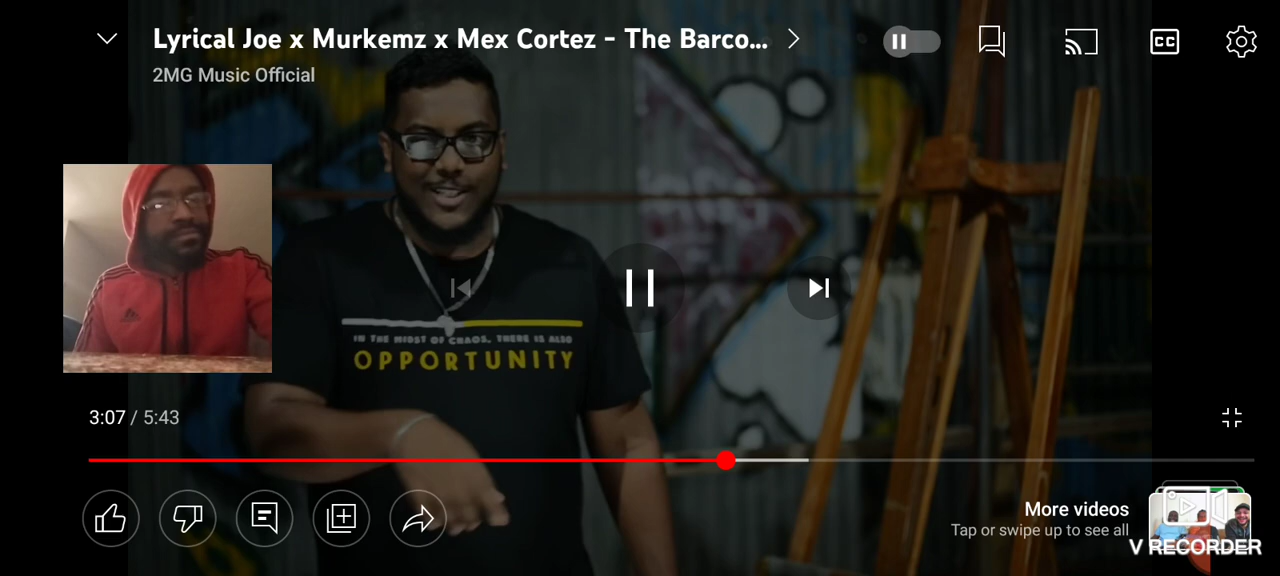 Lyrical Joe x Murkemz x Mex Cortez - The Barco...
2MG Music Official
CC
IN THE MIDST OF CHAOS, THERE IS ALSO
OPPORTUNITY
3:07 / 5:43
More videos
Tap or swipe up to see all
V RECORDER